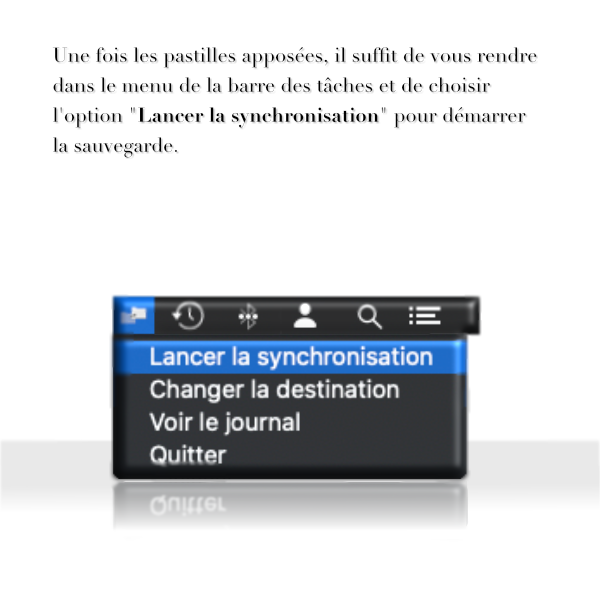 Une fois les pastilles apposées, il suffit de vous rendre
dans le menu de la barre des tâches et de choisir
l'option "Lancer la synchronisation" pour démarrer
la sauvegarde.
Lancer la synchronisation
Changer la destination
Voir le journal
Quitter
Quitter